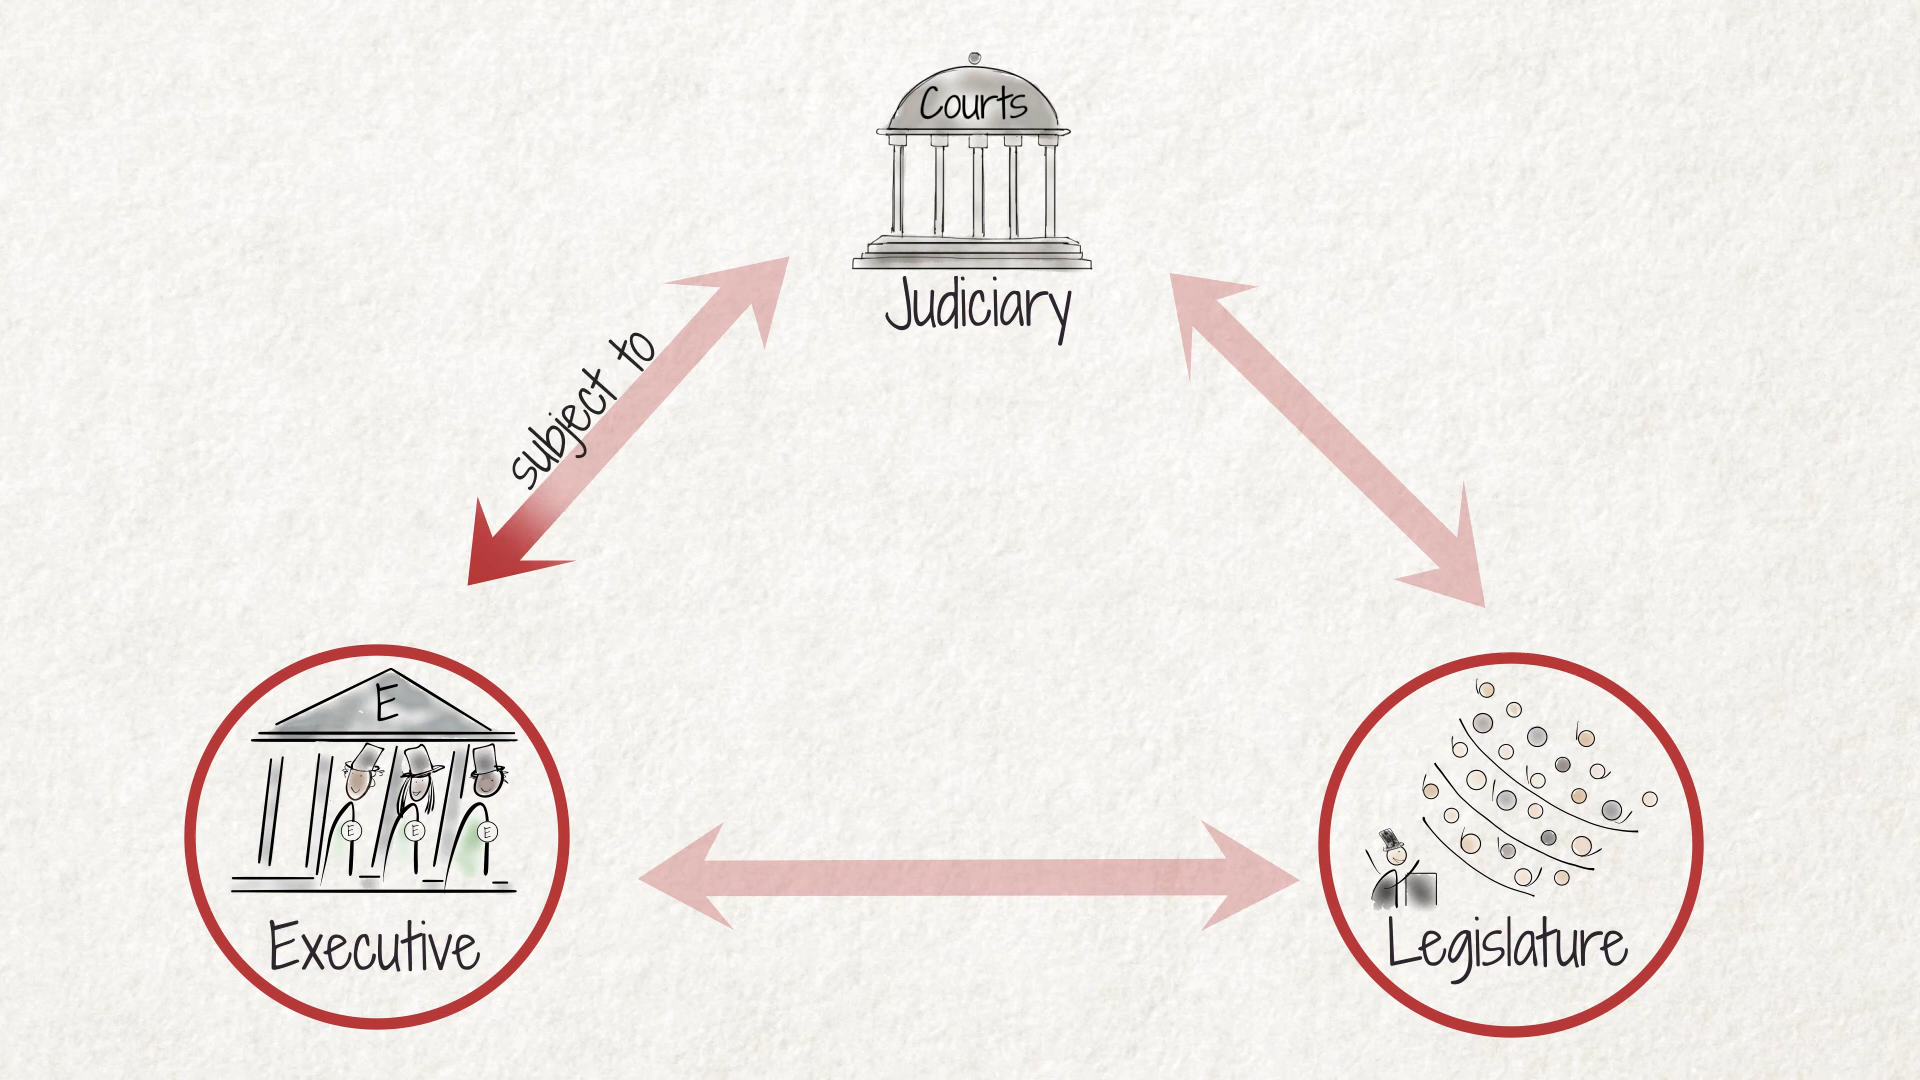 Courts
Judiciary
subject to
E
E
E
E
Executive
Legislature